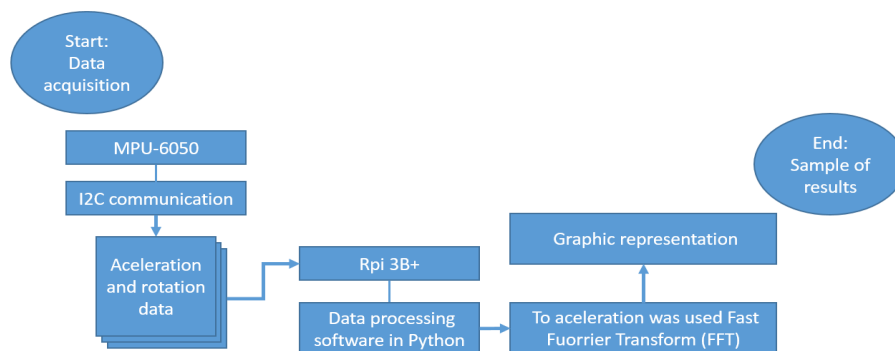 Start:
Data
acquisition
MPU-6050
I2C communication
Aceleration
and rotation
data
Rpi 3B+
Data processing
software in Python
To aceleration was used Fast
Fuorrier Transform (FFT)
Graphic representation
End:
Sample of
results